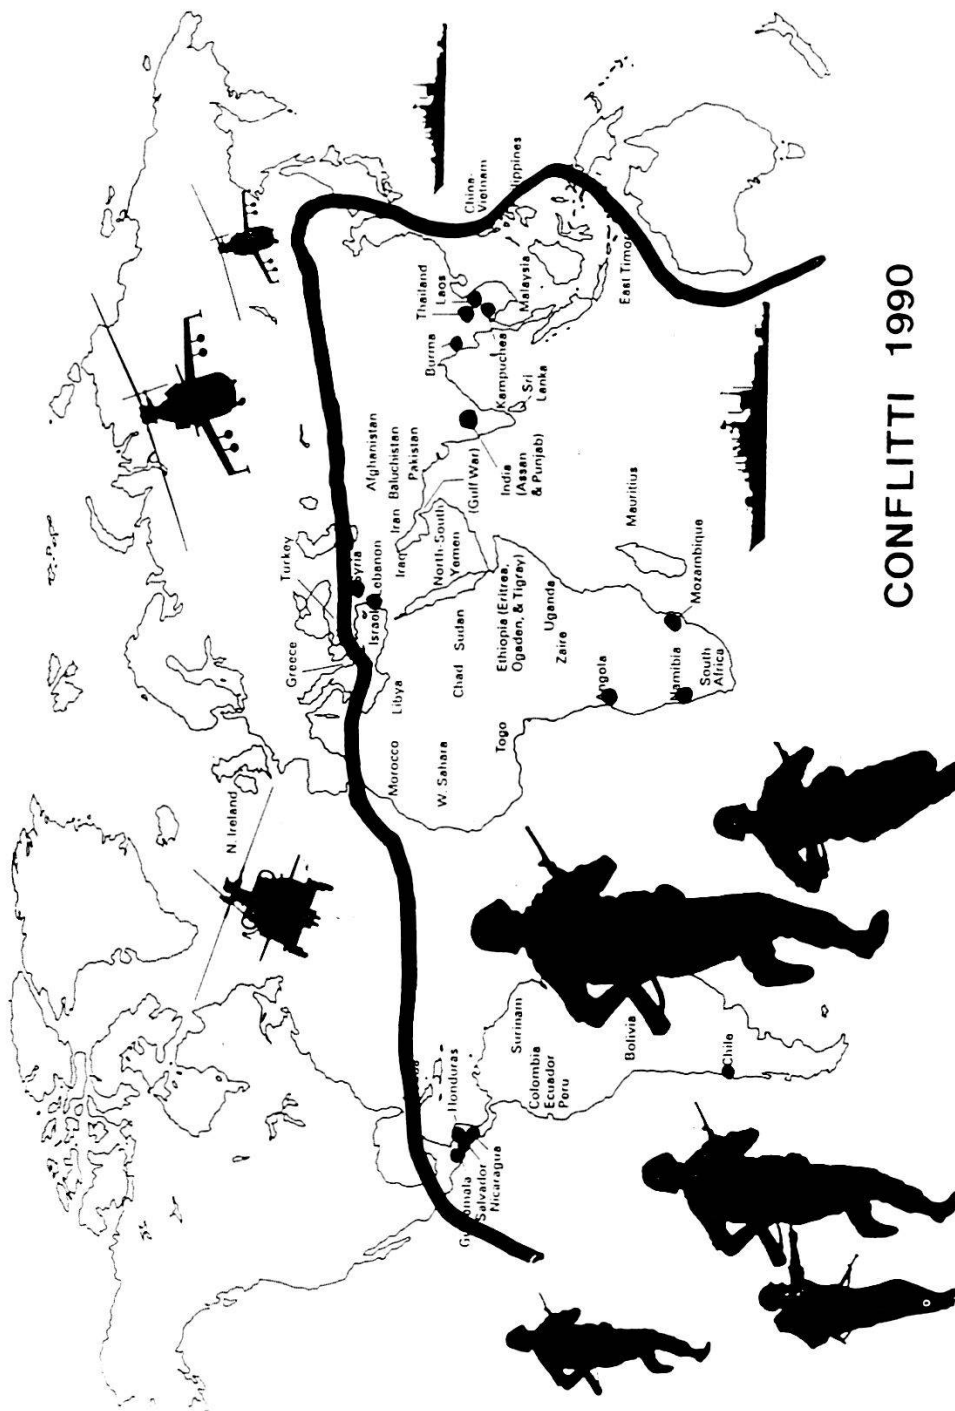 CONFLITTI 1990
N. Ireland
Greece
Turkey
Syria
Lebanon
Israel
Iraq
Iran
Afghanistan
Baluchistan
Pakistan
(Gulf War)
North-South
Yemen
Libya
Morocco
W. Sahara
Chad
Sudan
Togo
Ethiopia (Eritrea,
Ogaden, & Tigray)
Uganda
Zaire
Angola
Namibia
South
Africa
Mozambique
Mauritius
India
(Assan
& Punjab)
Sri
Lanka
Burma
Thailand
Laos
Kampuchea
Malaysia
China-
Vietnam
ippines
East Timor
Honduras
Salvador
Nicaragua
Surinam
Colombia
Ecuador
Peru
Bolivia
Chile